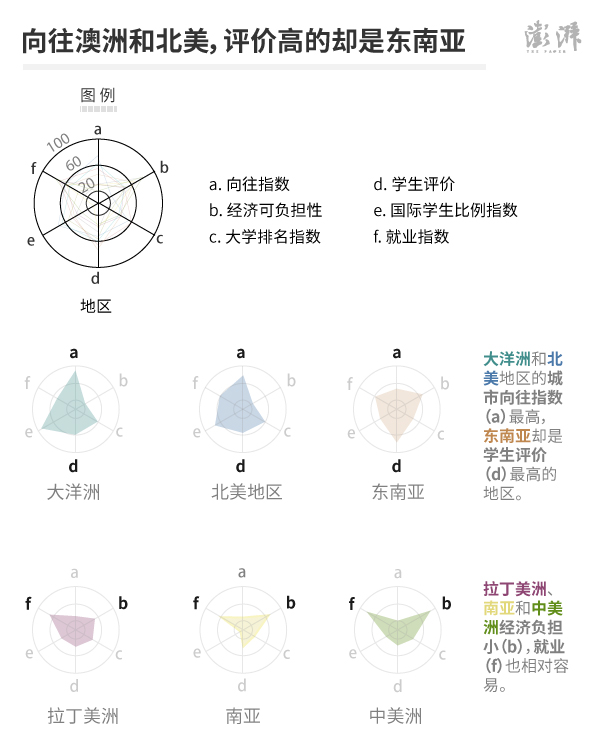 向往澳洲和北美，评价高的却是东南亚
澎湃
THE PAPER
图例
a
100
60
20
f
b
e
c
d
地区
a. 向往指数
b. 经济可负担性
c. 大学排名指数
d. 学生评价
e. 国际学生比例指数
f. 就业指数
a
f
b
e
c
d
大洋洲
a
f
b
e
c
d
北美地区
a
f
b
e
c
d
东南亚
大洋洲和北
美地区的城
市向往指数
（a）最高，
东南亚却是
学生评价
（d）最高的
地区。
a
f
b
e
c
d
拉丁美洲
a
f
b
e
c
d
南亚
a
f
b
e
c
d
中美洲
拉丁美洲、
南亚和中美
洲经济负担
小（b），就业
（f）也相对容
易。